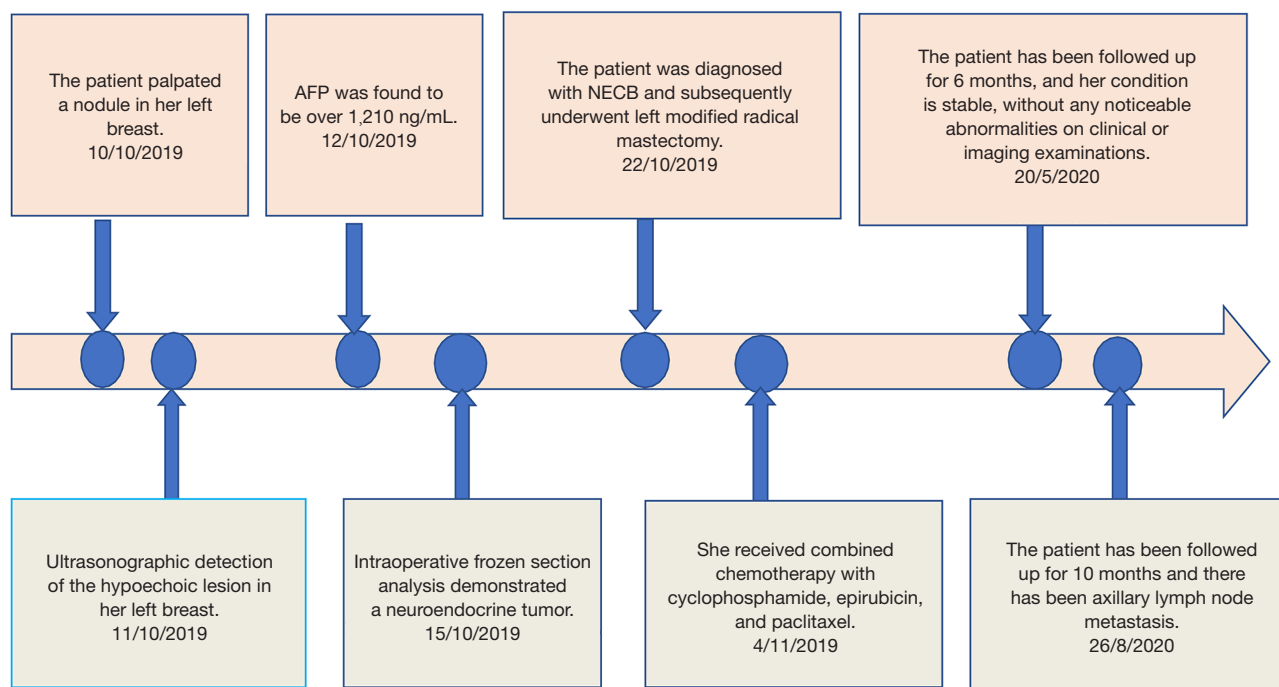 The patient palpated
a nodule in her left
breast.
10/10/2019
AFP was found to
be over 1,210 ng/mL.
12/10/2019
The patient was diagnosed
with NECB and subsequently
underwent left modified radical
mastectomy.
22/10/2019
The patient has been followed up
for 6 months, and her condition
is stable, without any noticeable
abnormalities on clinical or
imaging examinations.
20/5/2020
Ultrasonographic detection
of the hypoechoic lesion in
her left breast.
11/10/2019
Intraoperative frozen section
analysis demonstrated
a neuroendocrine tumor.
15/10/2019
She received combined
chemotherapy with
cyclophosphamide, epirubicin,
and paclitaxel.
4/11/2019
The patient has been followed
up for 10 months and there
has been axillary lymph node
metastasis.
26/8/2020